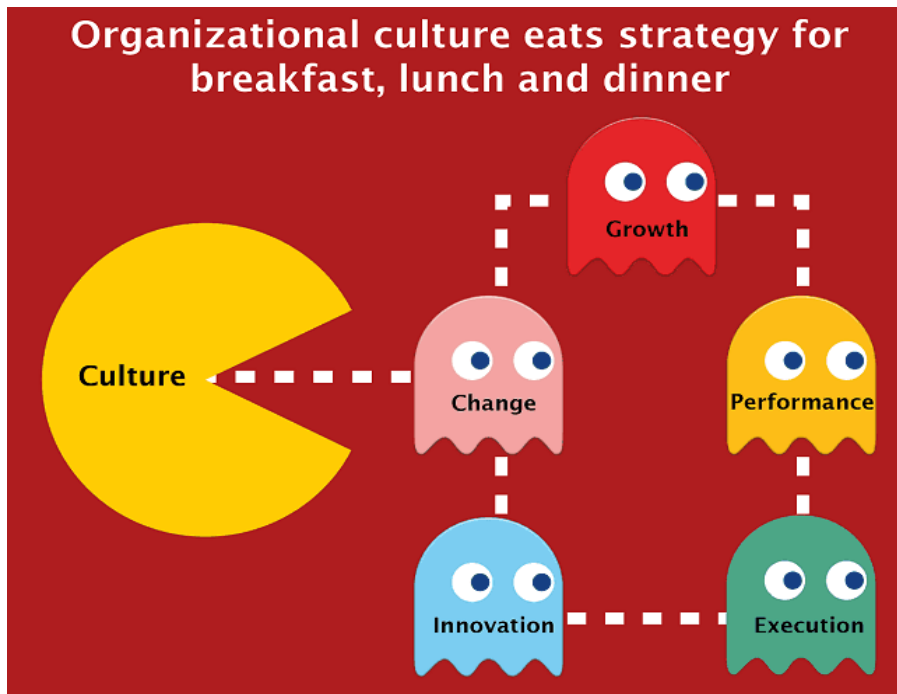 Organizational culture eats strategy for
breakfast, lunch and dinner
Growth
Culture
Change
Performance
Innovation
Execution